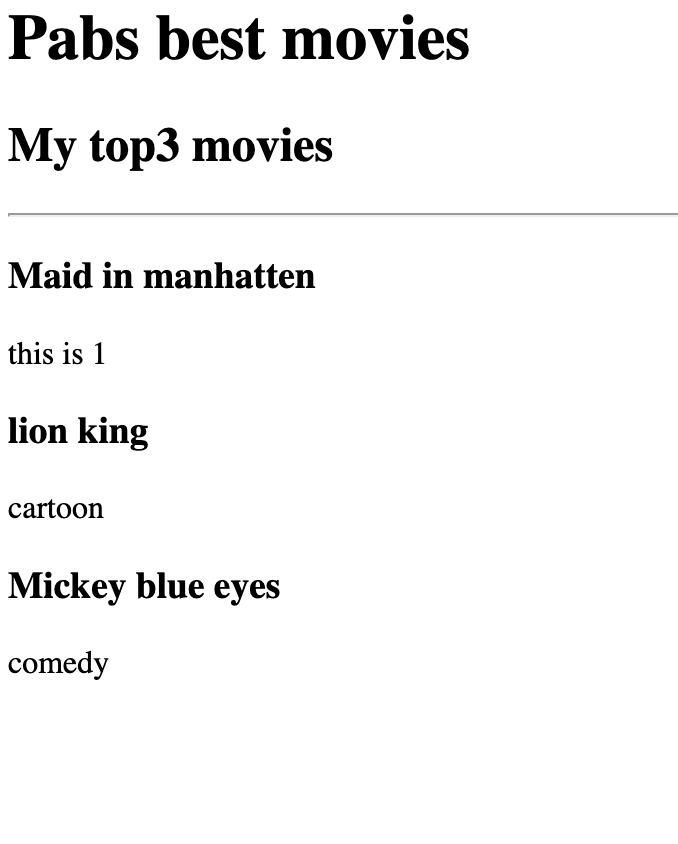 Pabs best movies
My top3 movies
Maid in manhatten
this is 1
lion king
cartoon
Mickey blue eyes
comedy